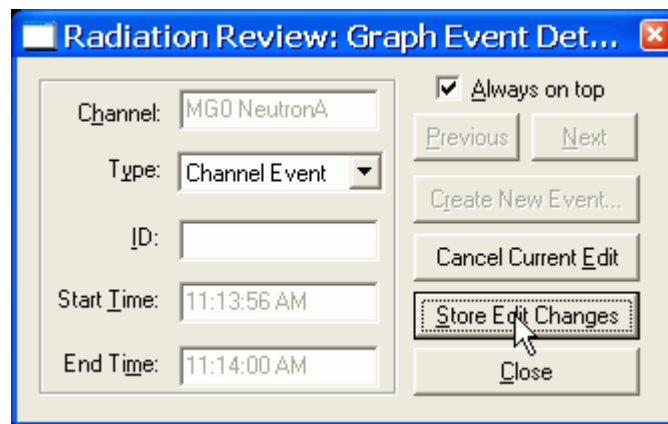 Radiation Review: Graph Event Det...
Channel: MG0 NeutronA
Type: Channel Event
ID:
Start Time: 11:13:56 AM
End Time: 11:14:00 AM
Always on top
Previous Next
Create New Event...
Cancel Current Edit
Store Edit Changes
Close